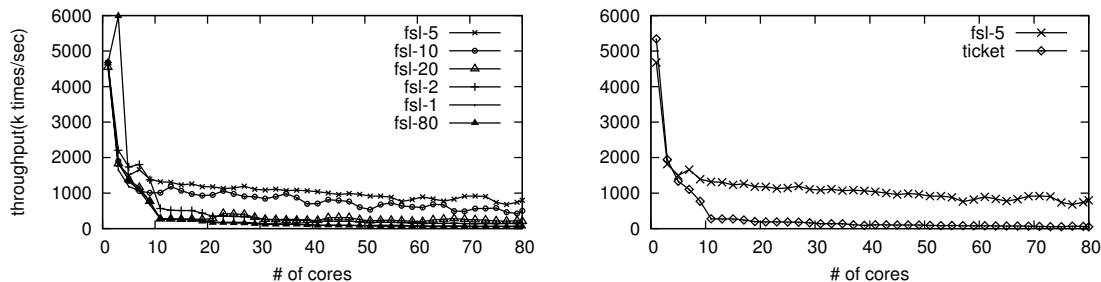 throughput(k times/sec)
6000
5000
4000
3000
2000
1000
0
0 10 20 30 40 50 60 70 80
# of cores
fsl-5
fsl-10
fsl-20
fsl-2
fsl-1
fsl-80
6000
5000
4000
3000
2000
1000
0
0 10 20 30 40 50 60 70 80
# of cores
fsl-5
ticket